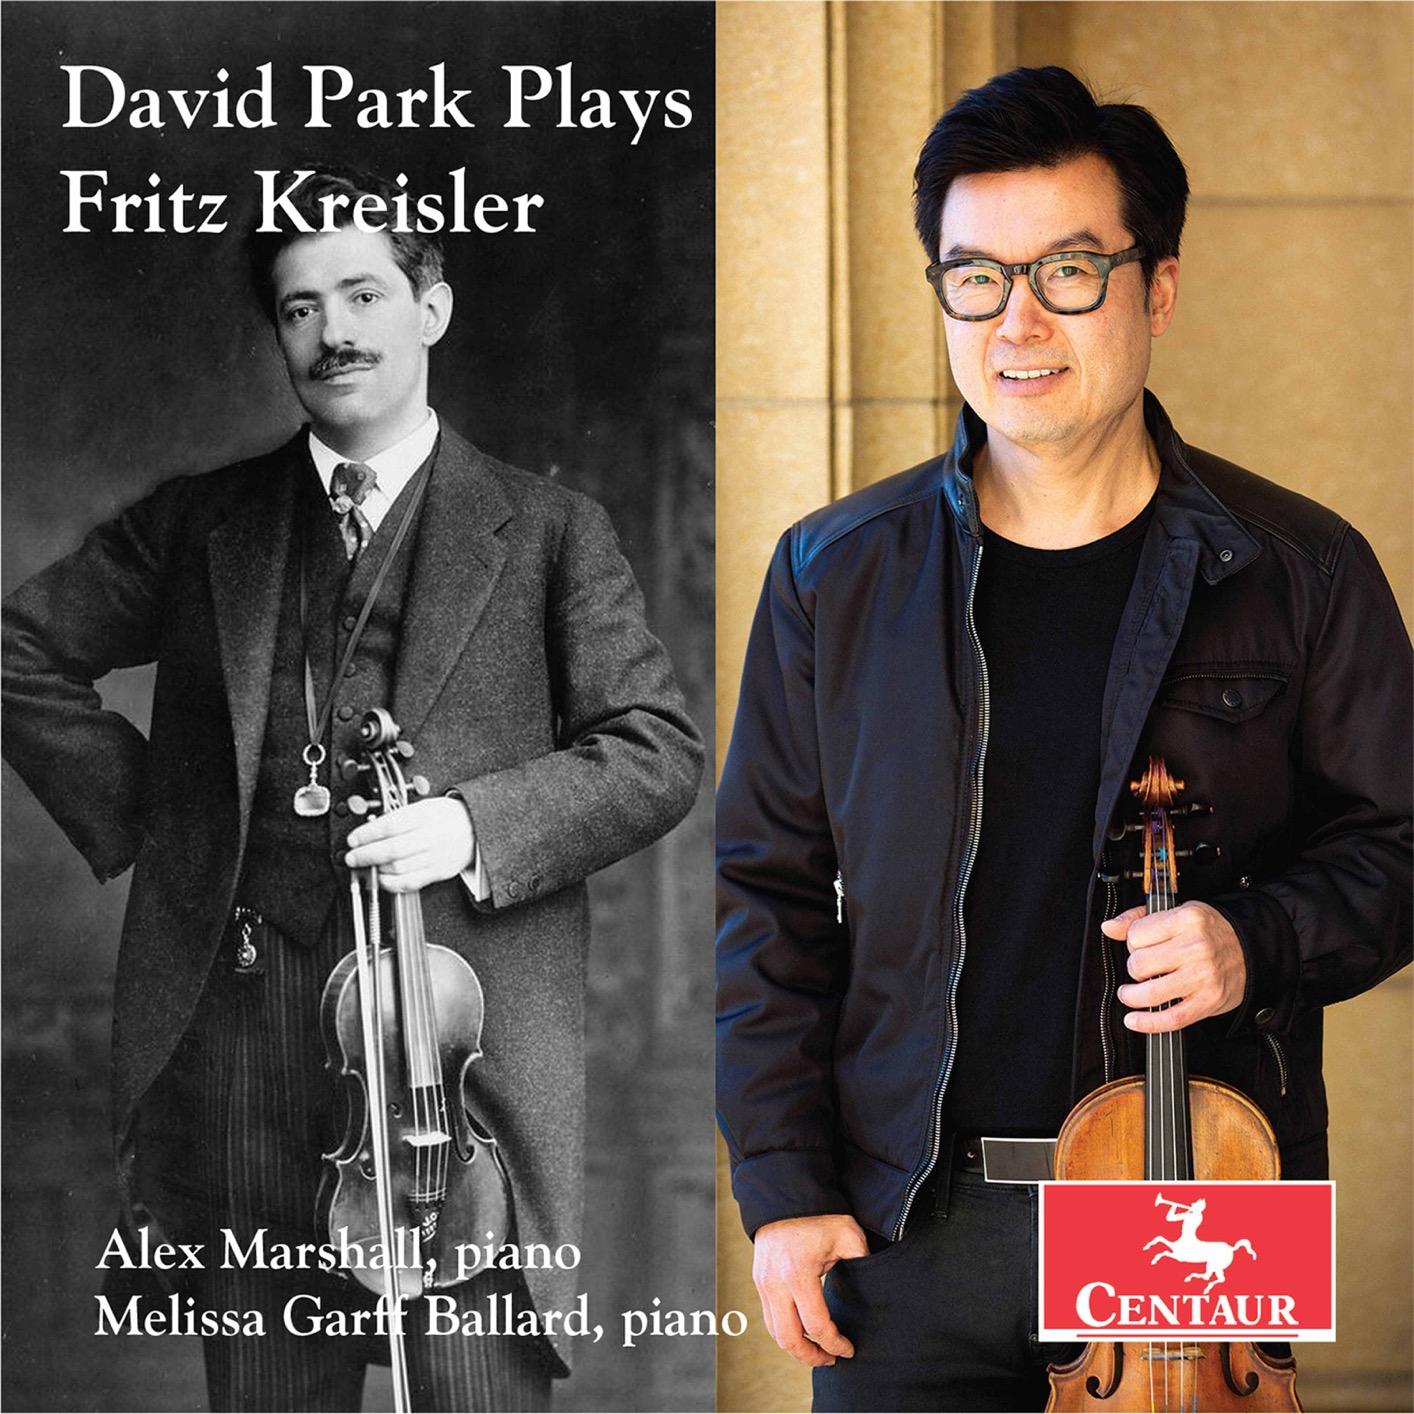 David Park Plays
Fritz Kreisler
Alex Marshall, piano
Melissa Garff Ballard, piano
CENTAUR